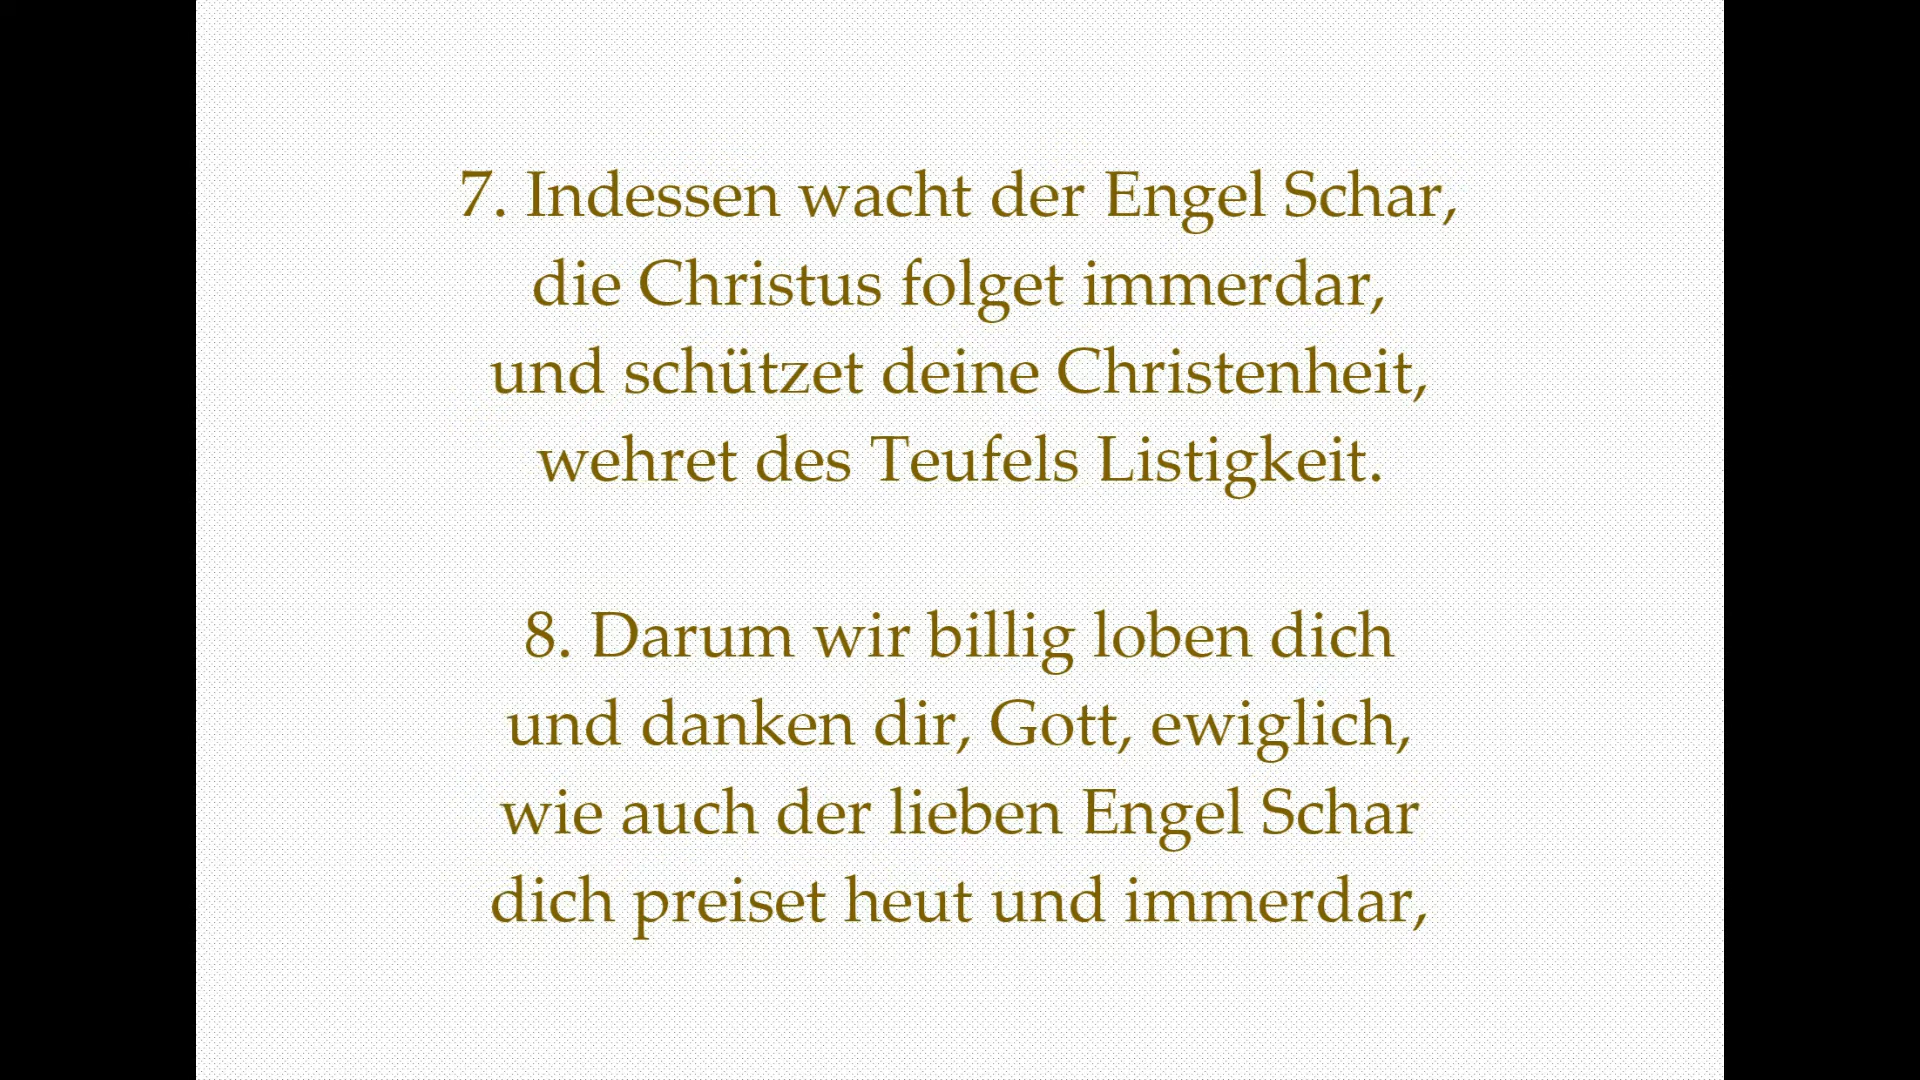 7. Indessen wacht der Engel Schar,
die Christus folget immerdar,
und schützet deine Christenheit,
wehret des Teufels Listigkeit.
8. Darum wir billig loben dich
und danken dir, Gott, ewiglich,
wie auch der lieben Engel Schar
dich preiset heut und immerdar,